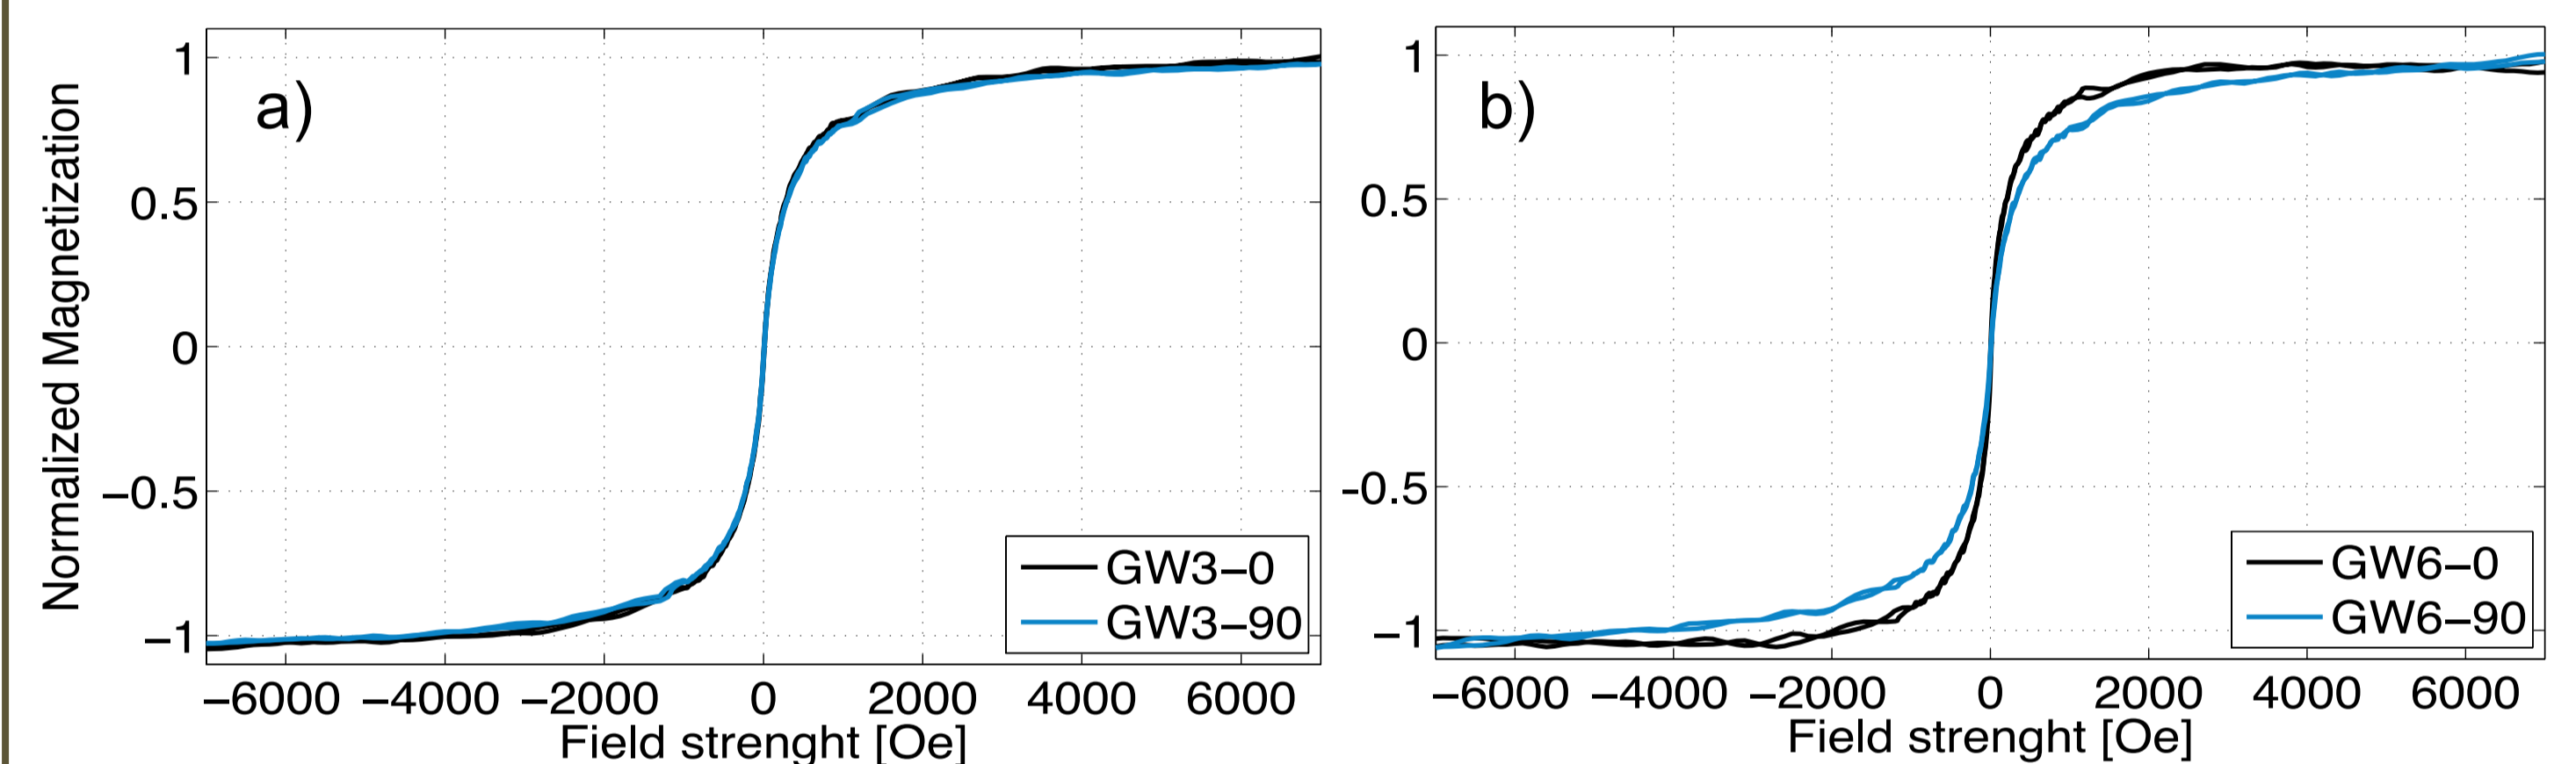 a)
Normalized Magnetization
1
0.5
0
−0.5
−1
GW3−0
GW3−90
−6000 −4000 −2000 0 2000 4000 6000
Field strenght [Oe]
b)
1
0.5
0
-0.5
−1
GW6−0
GW6−90
−6000 −4000 −2000 0 2000 4000 6000
Field strenght [Oe]